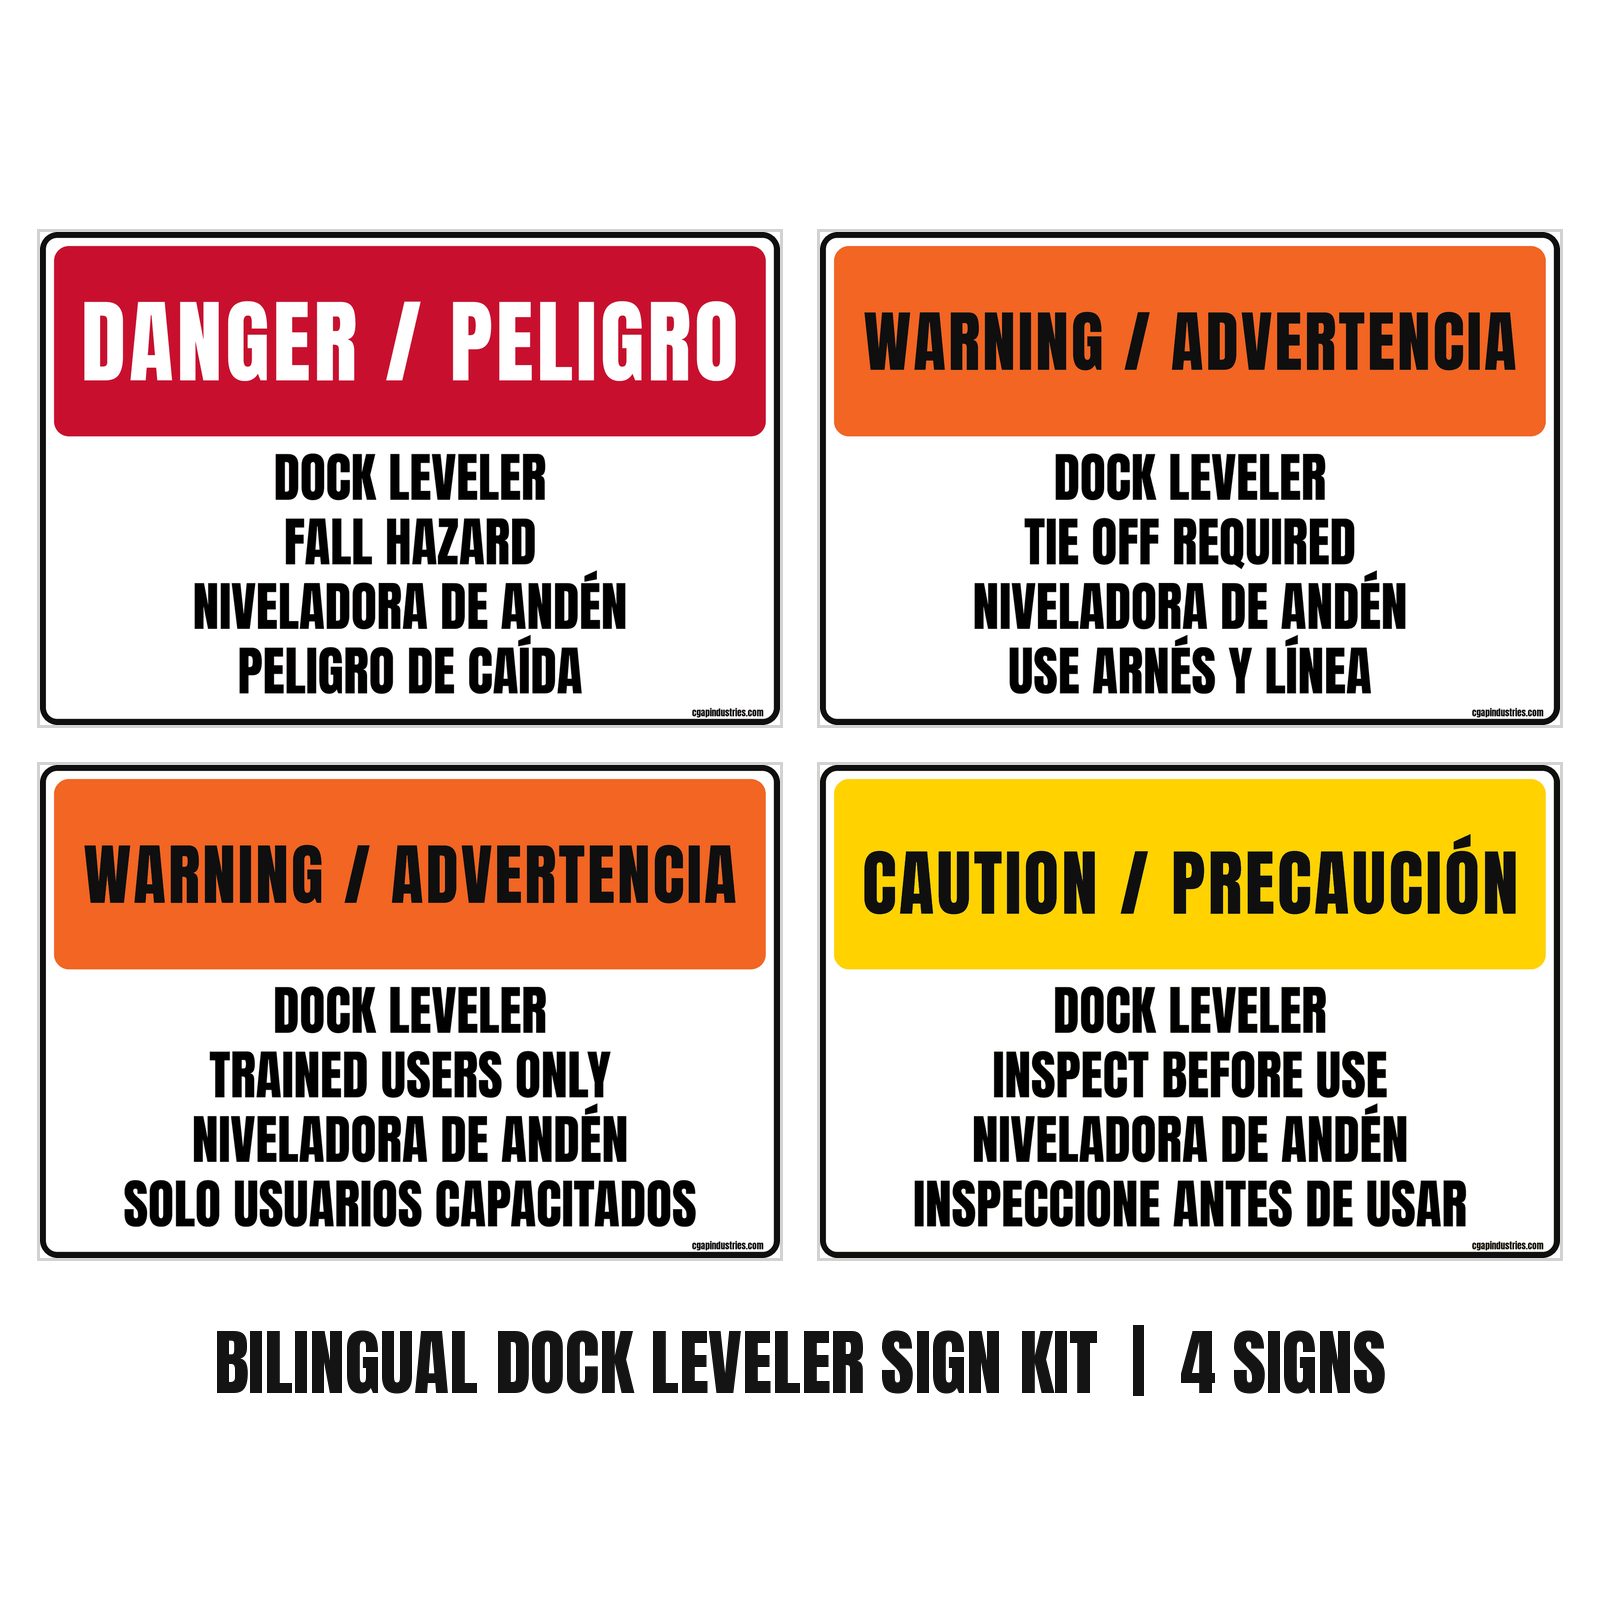 DANGER / PELIGRO
DOCK LEVELER
FALL HAZARD
NIVELADORA DE ANDÉN
PELIGRO DE CAÍDA
cgapindustries.com
WARNING / ADVERTENCIA
DOCK LEVELER
TIE OFF REQUIRED
NIVELADORA DE ANDÉN
USE ARNÉS Y LÍNEA
cgapindustries.com
WARNING / ADVERTENCIA
DOCK LEVELER
TRAINED USERS ONLY
NIVELADORA DE ANDÉN
SOLO USUARIOS CAPACITADOS
cgapindustries.com
CAUTION / PRECAUCIÓN
DOCK LEVELER
INSPECT BEFORE USE
NIVELADORA DE ANDÉN
INSPECCIONE ANTES DE USAR
cgapindustries.com
BILINGUAL DOCK LEVELER SIGN KIT | 4 SIGNS